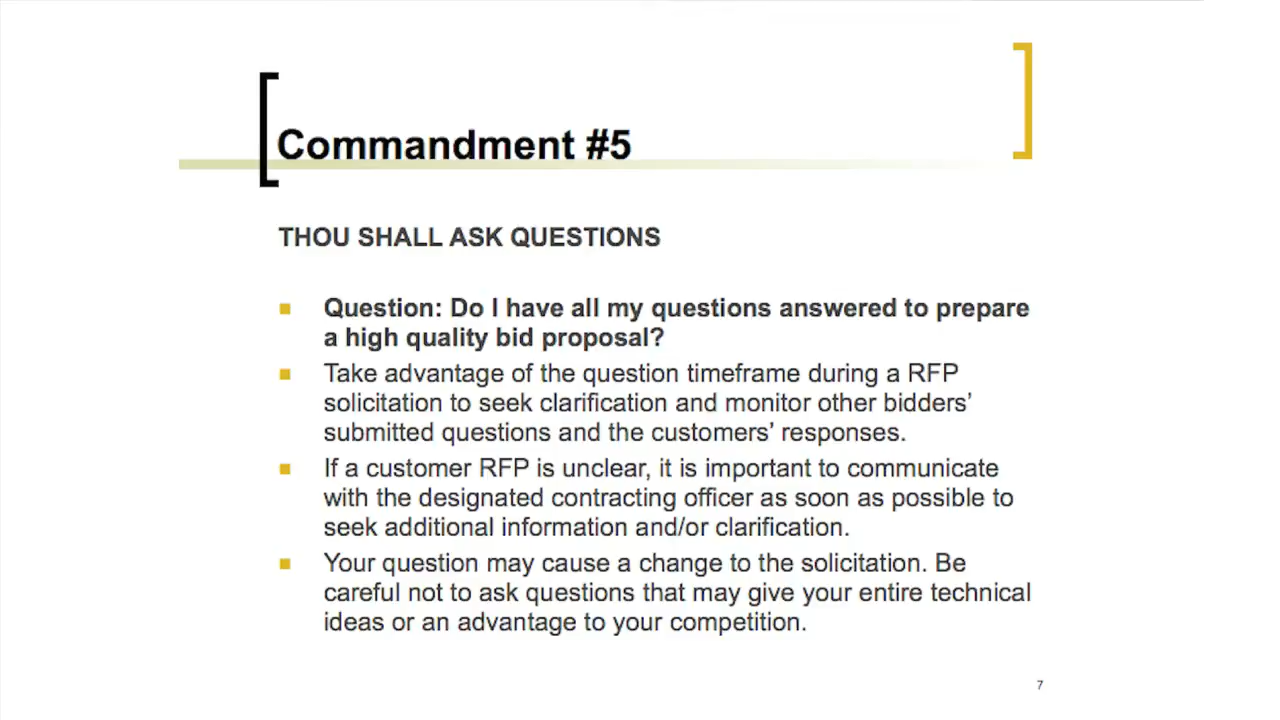 Commandment #5
THOU SHALL ASK QUESTIONS
Question: Do I have all my questions answered to prepare
a high quality bid proposal?
Take advantage of the question timeframe during a RFP
solicitation to seek clarification and monitor other bidders’
submitted questions and the customers’ responses.
If a customer RFP is unclear, it is important to communicate
with the designated contracting officer as soon as possible to
seek additional information and/or clarification.
Your question may cause a change to the solicitation. Be
careful not to ask questions that may give your entire technical
ideas or an advantage to your competition.
7